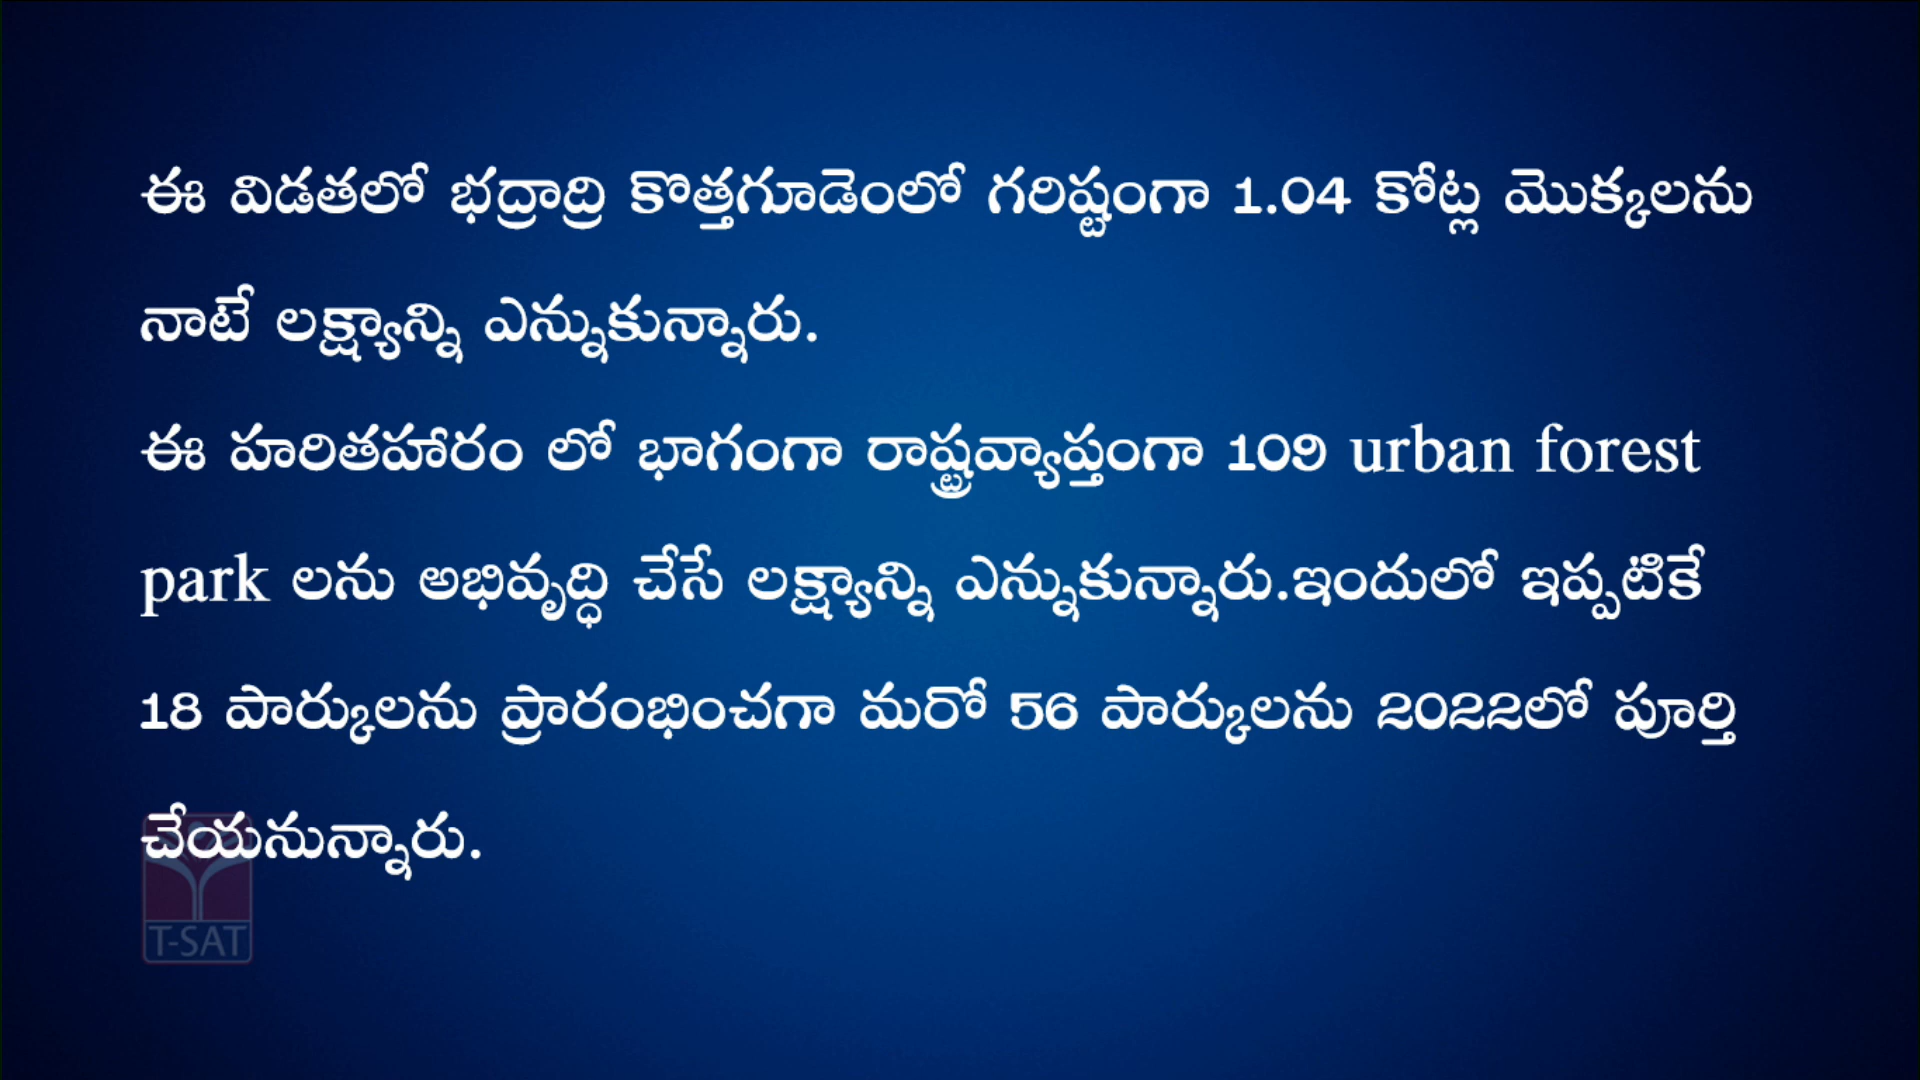 ఈ విడతలో భద్రాద్రి కొత్తగూడెంలో గరిష్టంగా 1.04 కోట్ల మొక్కలను
నాటే లక్ష్యాన్ని ఎన్నుకున్నారు.
ఈ హరితహారం లో భాగంగా రాష్ట్రవ్యాప్తంగా 109 urban forest
park లను అభివృద్ధి చేసే లక్ష్యాన్ని ఎన్నుకున్నారు.ఇందులో ఇప్పటికే
18 పార్కులను ప్రారంభించగా మరో 56 పార్కులను 2022లో పూర్తి
చేయనున్నారు.
T-SAT